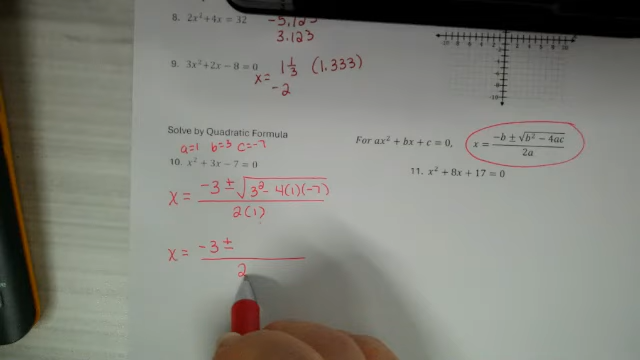 8. 2x² + 4x = 32
-5.123
3.123
9. 3x² + 2x − 8 = 0
x = 1 1/3 (1.333)
-2
Solve by Quadratic Formula
For ax² + bx + c = 0, x = (−b ± √(b² − 4ac)) / 2a
a=1 b=3 c=-7
10. x² + 3x − 7 = 0
11. x² + 8x + 17 = 0
x = (-3 ± √(3² - 4(1)(-7))) / 2(1)
x = -3 ± / 2